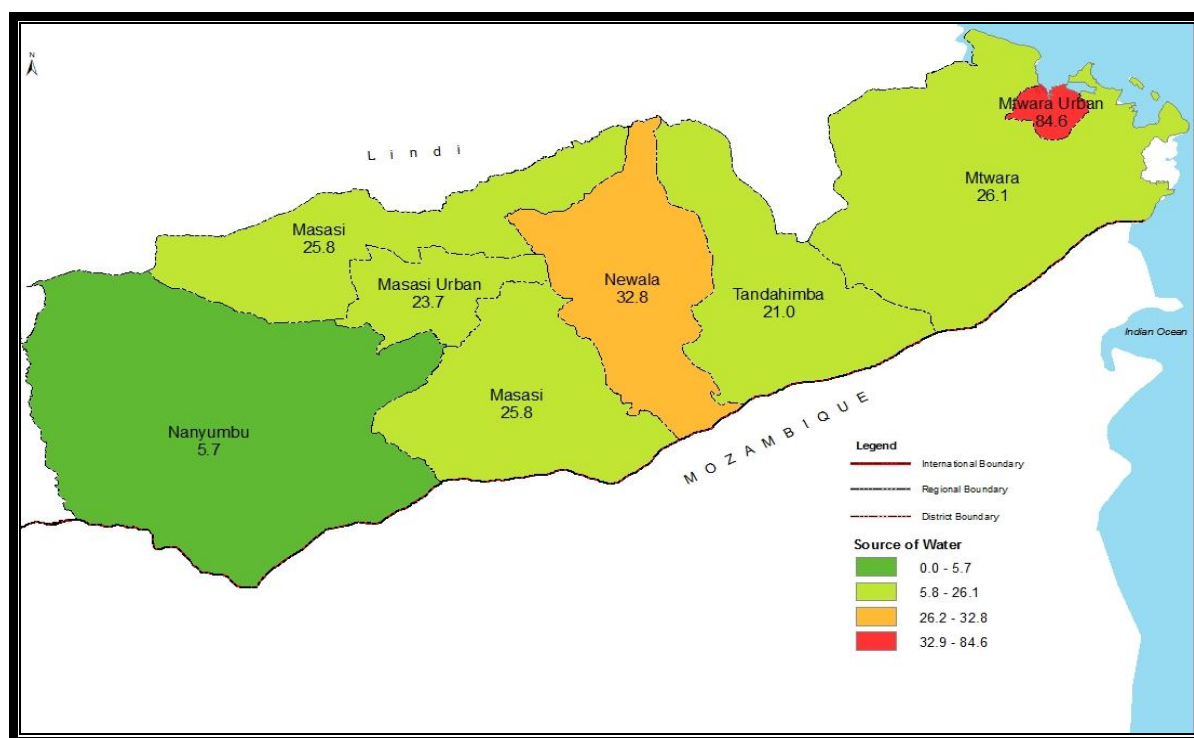 N
Mtwara Urban
84.6
L i n d i
Mtwara
26.1
Masasi
25.8
Masasi Urban
23.7
Newala
32.8
Tandahimba
21.0
Indian Ocean
Masasi
25.8
Nanyumbu
5.7
M O Z A M B I Q U E
Legend
International Boundary
Regional Boundary
District Boundary
Source of Water
0.0 - 5.7
5.8 - 26.1
26.2 - 32.8
32.9 - 84.6